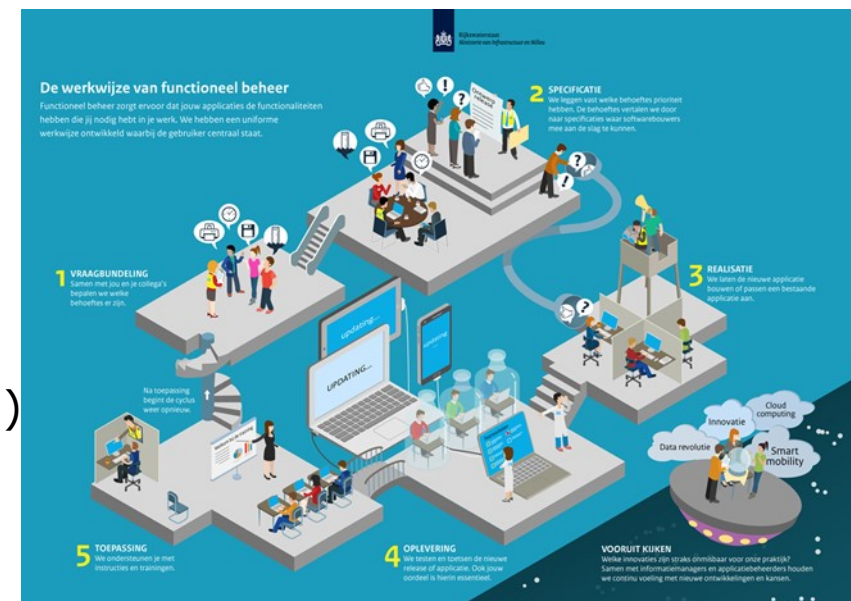 Rijkswaterstaat
Ministerie van Infrastructuur en Milieu
De werkwijze van functioneel beheer
Functioneel beheer zorgt ervoor dat jouw applicaties de functionaliteiten
hebben die jij nodig hebt in je werk. We hebben een uniforme
werkwijze ontwikkeld waarbij de gebruiker centraal staat.
Ontwerp
release
2 SPECIFICATIE
We leggen vast welke behoeftes prioriteit
hebben. De behoeftes vertalen we door
naar specificaties waar softwarebouwers
mee aan de slag te kunnen.
1 VRAAGBUNDELING
Samen met jou en je collega's
bepalen we welke
behoeftes er zijn.
3 REALISATIE
We laten de nieuwe applicatie
bouwen of passen een bestaande
applicatie aan.
updating...
updating
...
UPDATING...
)
Na toepassing
begint de cyclus
weer opnieuw.
Cloud
computing
Innovatie
Data revolutie
Smart
mobility
5 TOEPASSING
We ondersteunen je met
instructies en trainingen.
4 OPLEVERING
We testen en toetsen de nieuwe
release of applicatie. Ook jouw
oordeel is hierin essentieel.
VOORUIT KIJKEN
Welke innovaties zijn straks onmisbaar voor onze praktijk?
Samen met informatiemanagers en applicatiebeheerders houden
we continu voeling met nieuwe ontwikkelingen en kansen.